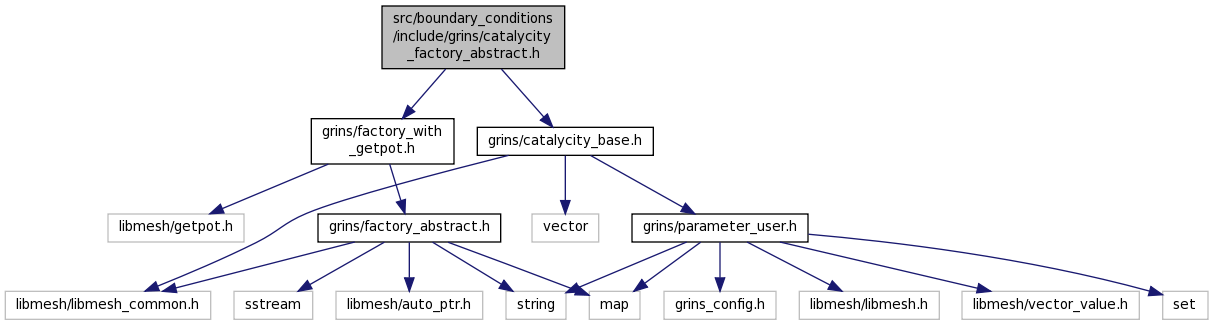 src/boundary_conditions
/include/grins/catalycity
_factory_abstract.h
grins/factory_with
_getpot.h
grins/catalycity_base.h
libmesh/getpot.h
grins/factory_abstract.h
vector
grins/parameter_user.h
libmesh/libmesh_common.h
sstream
libmesh/auto_ptr.h
string
map
grins_config.h
libmesh/libmesh.h
libmesh/vector_value.h
set